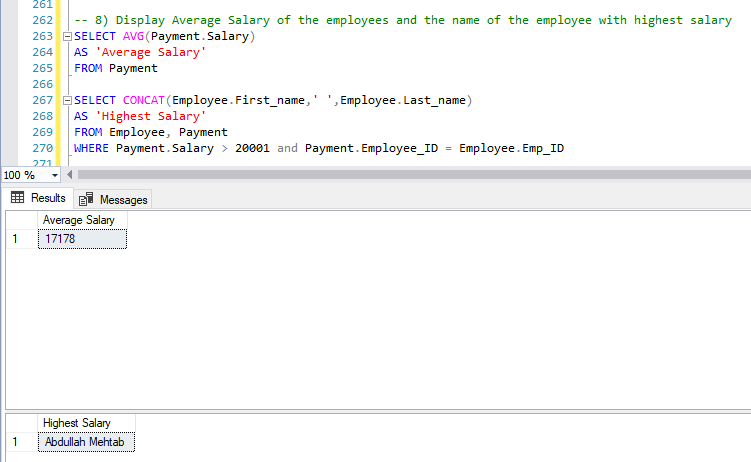 261
262 -- 8) Display Average Salary of the employees and the name of the employee with highest salary
263 SELECT AVG(Payment.Salary)
264 AS 'Average Salary'
265 FROM Payment
266
267 SELECT CONCAT(Employee.First_name,' ',Employee.Last_name)
268 AS 'Highest Salary'
269 FROM Employee, Payment
270 WHERE Payment.Salary > 20001 and Payment.Employee_ID = Employee.Emp_ID
271
100 %
Results Messages
Average Salary
1 17178
Highest Salary
1 Abdullah Mehtab